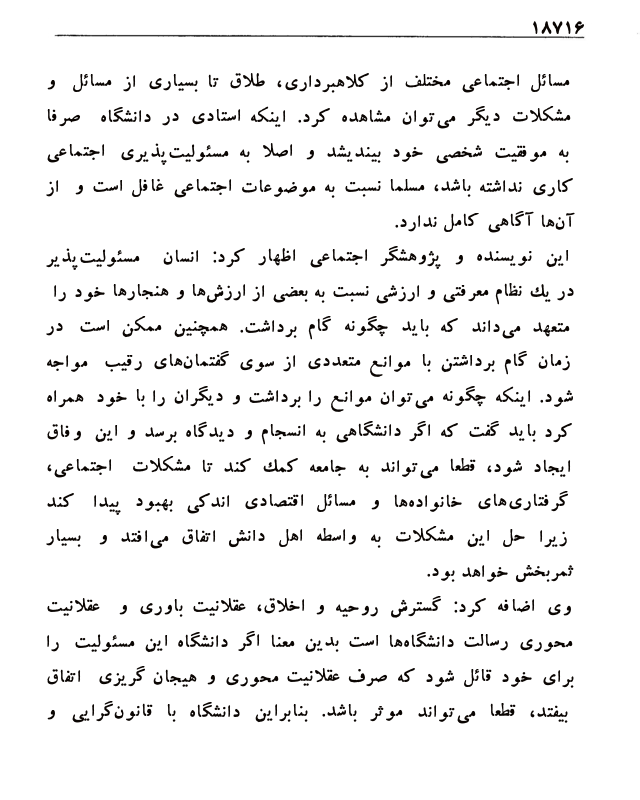 ۱۸۷۱۶
مسائل اجتماعی مختلف از کلاهبرداری، طلاق تا بسیاری از مسائل و
مشکلات دیگر می‌توان مشاهده کرد. اینکه استادی در دانشگاه صرفا
به موفقیت شخصی خود بیندیشد و اصلا به مسئولیت‌پذیری اجتماعی
کاری نداشته باشد، مسلما نسبت به موضوعات اجتماعی غافل است و از
آن‌ها آگاهی کامل ندارد.
این نویسنده و پژوهشگر اجتماعی اظهار کرد: انسان مسئولیت‌پذیر
در یك نظام معرفتی و ارزشی نسبت به بعضی از ارزش‌ها و هنجارها خود را
متعهد می‌داند که باید چگونه گام برداشت. همچنین ممکن است در
زمان گام برداشتن با موانع متعددی از سوی گفتمان‌های رقیب مواجه
شود. اینکه چگونه می‌توان موانع را برداشت و دیگران را با خود همراه
کرد باید گفت که اگر دانشگاهی به انسجام و دیدگاه برسد و این وفاق
ایجاد شود، قطعا می‌تواند به جامعه کمك کند تا مشکلات اجتماعی،
گرفتاری‌های خانواده‌ها و مسائل اقتصادی اندکی بهبود پیدا کند
زیرا حل این مشکلات به واسطه اهل دانش اتفاق می‌افتد و بسیار
ثمربخش خواهد بود.
وی اضافه کرد: گسترش روحیه و اخلاق، عقلانیت باوری و عقلانیت
محوری رسالت دانشگاه‌ها است بدین معنا اگر دانشگاه این مسئولیت را
برای خود قائل شود که صرف عقلانیت محوری و هیجان گریزی اتفاق
بیفتد، قطعا می‌تواند موثر باشد. بنابراین دانشگاه با قانون‌گرایی و